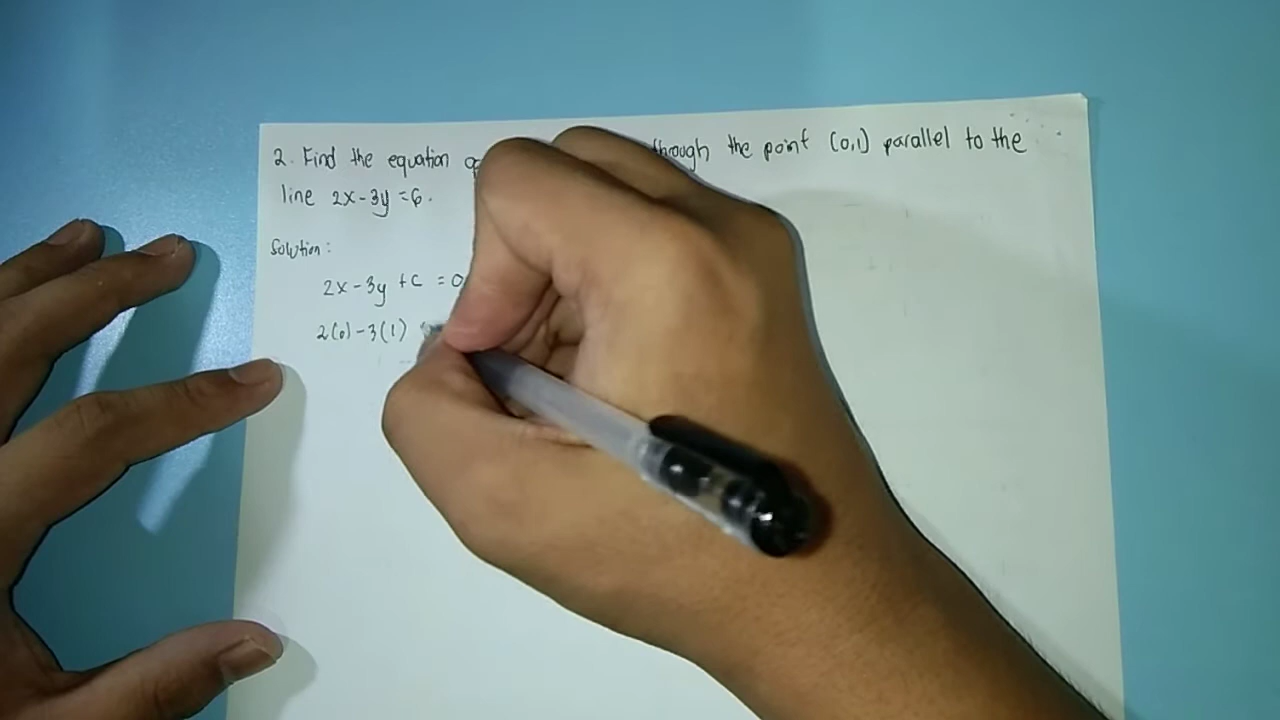 2. Find the equation through the point (0,1) parallel to the
line 2x - 3y = 6.
Solution:
2x - 3y + C = 0
2(0) - 3(1)